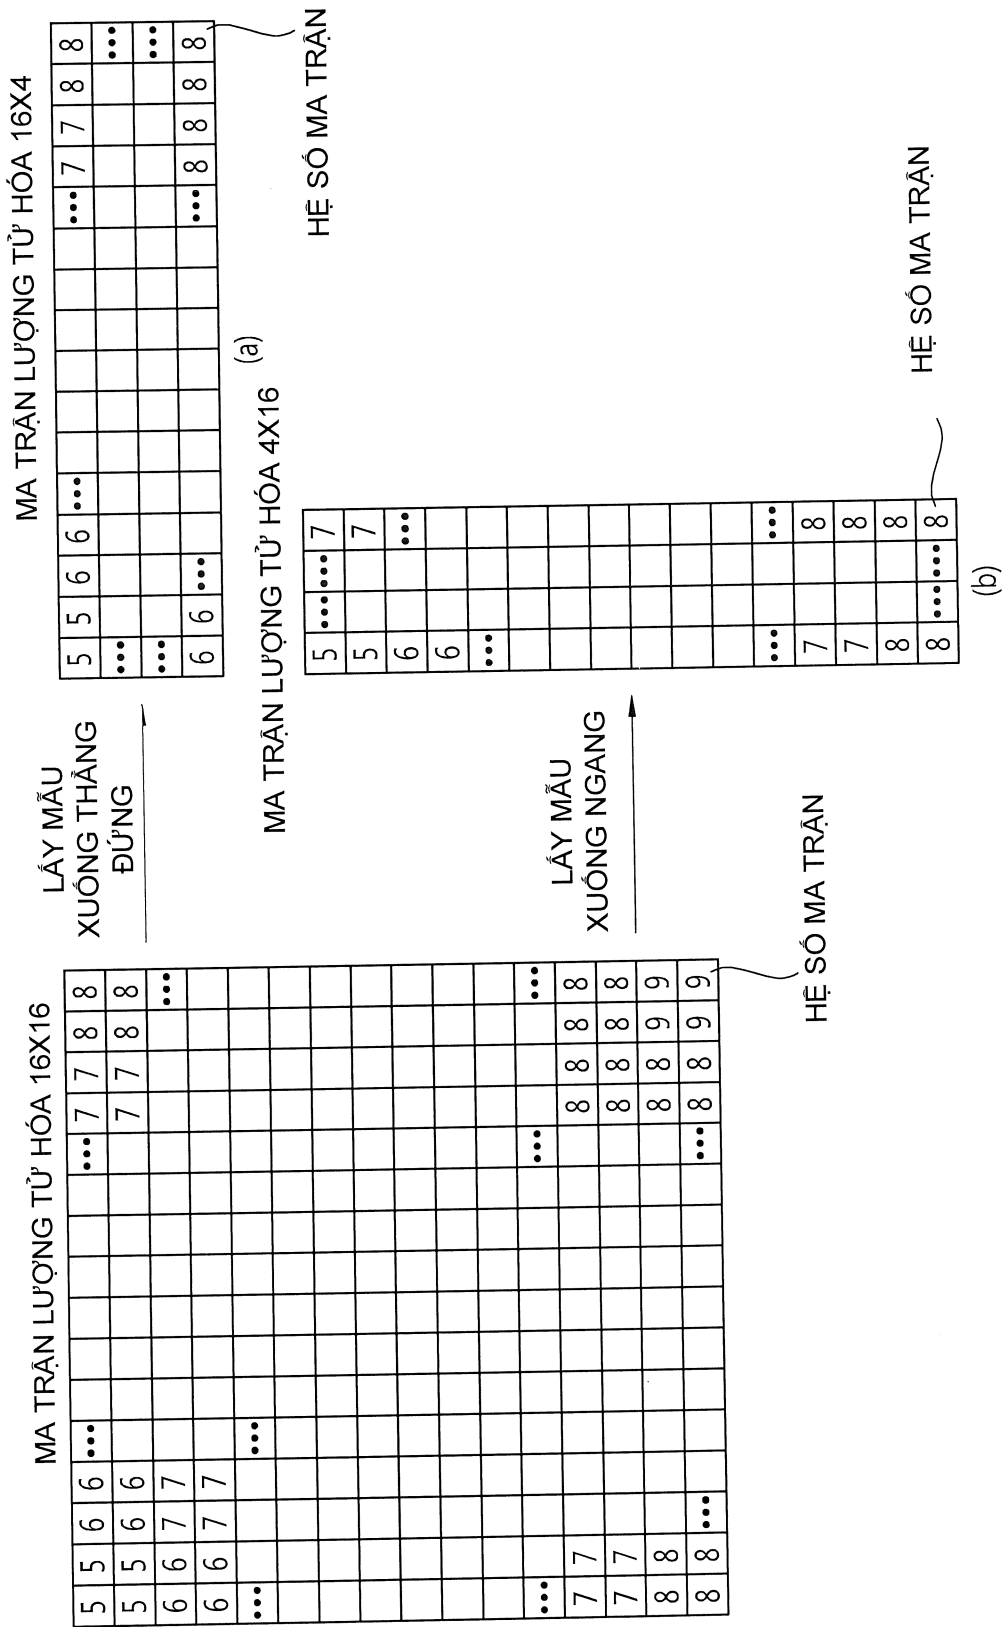 MA TRẬN LƯỢNG TỬ HÓA 16X16
5 5 6 6 ... ... 7 7 8 8
5 5 6 6 7 7 8 8
6 6 7 7 ...
6 6 7 7
... ...
... ... ...
7 7 8 8 8 8
7 7 8 8 8 8
8 8 8 8 9 9
8 8 ... ... 8 8 9 9
HỆ SỐ MA TRẬN
LẤY MẪU
XUỐNG THẲNG
ĐỨNG
MA TRẬN LƯỢNG TỬ HÓA 16X4
5 5 6 6 ... ... 7 7 8 8
... ...
... ...
6 6 ... ... 8 8 8 8
HỆ SỐ MA TRẬN
(a)
LẤY MẪU
XUỐNG NGANG
MA TRẬN LƯỢNG TỬ HÓA 4X16
5 ... ... 7
5 7
6 ...
6
...
... ...
7 8
7 8
8 8
8 ... ... 8
HỆ SỐ MA TRẬN
(b)